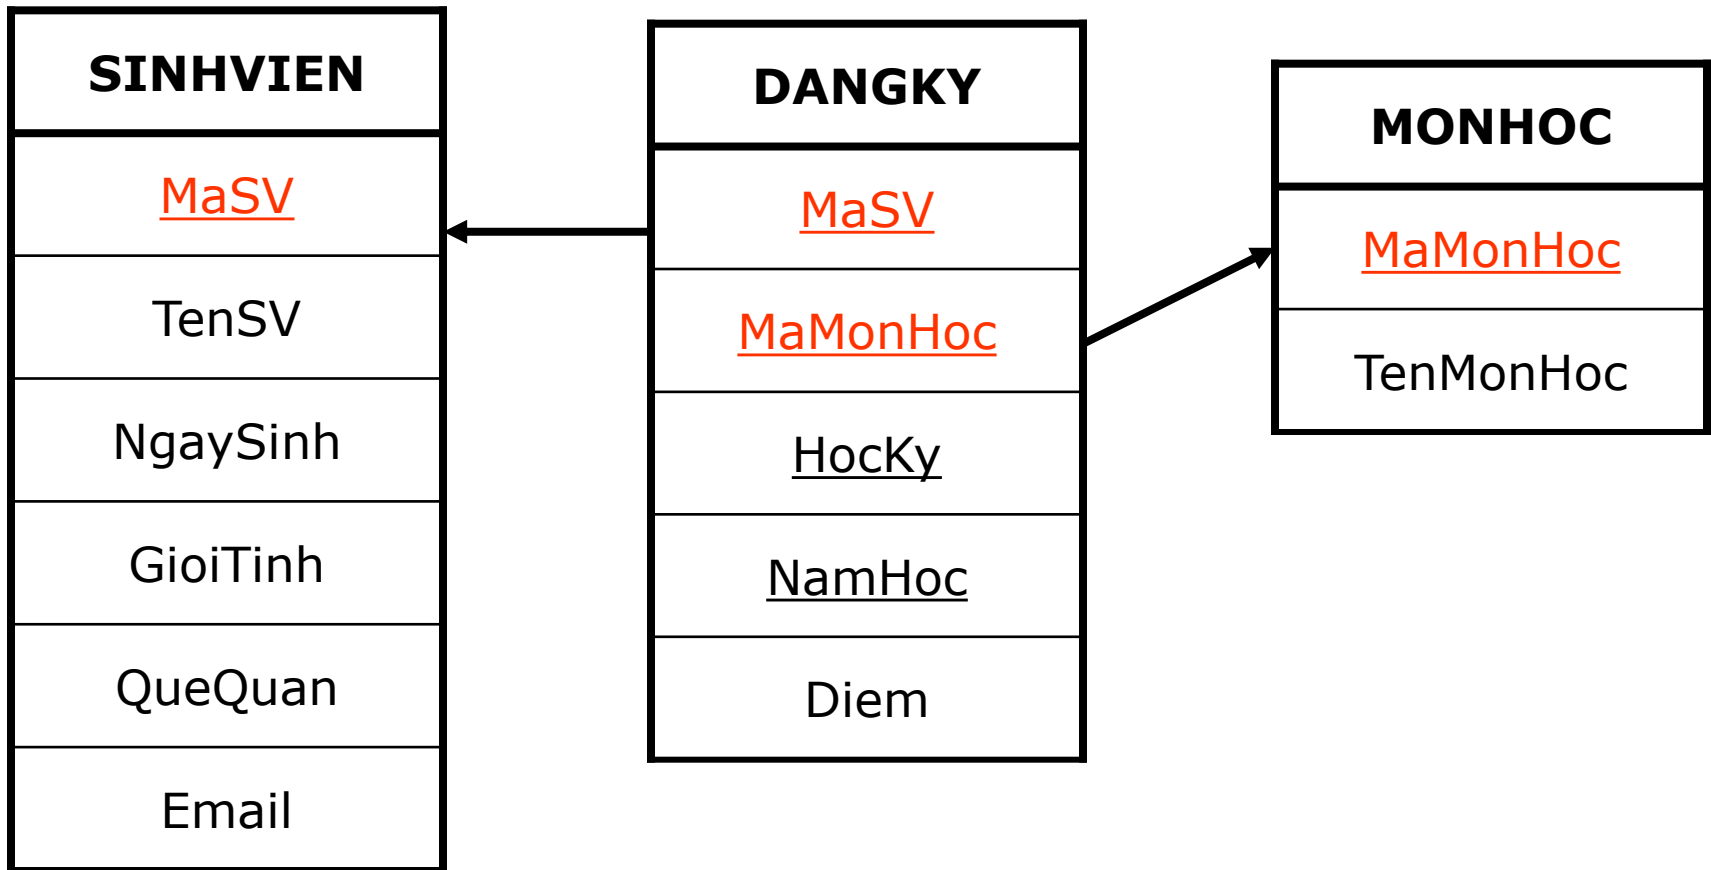 SINHVIEN
MaSV
TenSV
NgaySinh
GioiTinh
QueQuan
Email
DANGKY
MaSV
MaMonHoc
HocKy
NamHoc
Diem
MONHOC
MaMonHoc
TenMonHoc